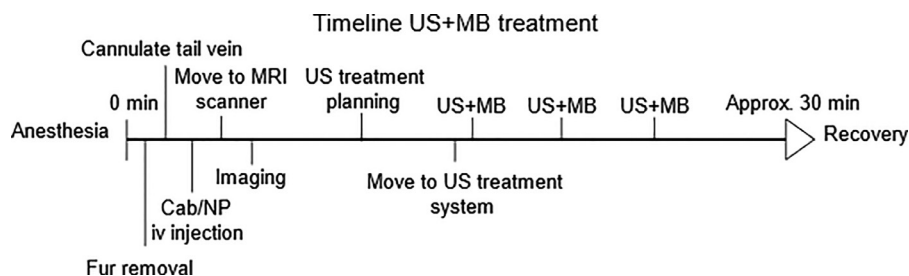 Timeline US+MB treatment
Cannulate tail vein
Move to MRI
scanner
US treatment
planning
0 min
US+MB
US+MB
US+MB
Approx. 30 min
Anesthesia
Recovery
Imaging
Move to US treatment
system
Cab/NP
iv injection
Fur removal